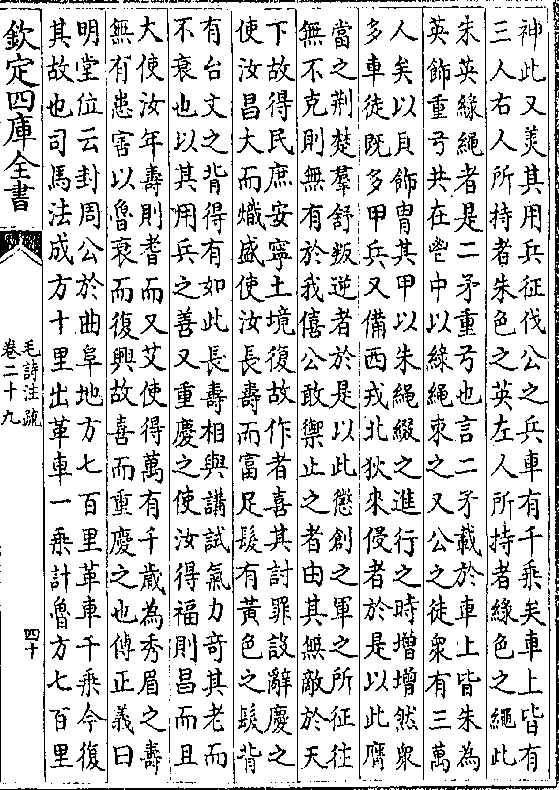 神此又美其用兵征伐公之兵車有千乘矣車上皆有
三人右人所持者朱色之英左人所持者綠色之繩此
朱英綠繩者是二矛重弓也言二矛載於車上皆朱為
英飾重弓共在鬯中以綠繩束之又公之徒衆有三萬
人矣以貝飾胄其甲以朱繩綴之進行之時增增然衆
多車徒既多甲兵又備西戎北狄來侵者於是以此膺
當之荆楚羣舒叛逆者於是以此懲創之軍之所征往
無不克則無有於我僖公敢禦止之者由其無敵於天
下故得民庶安寧土境復故作者喜其討罪設辭慶之
使汝昌大而熾盛使汝長壽而富足髮有黃色之髮背
有台文之背得有如此長壽相與講試氣力奇其老而
不衰也以其用兵之善又重慶之使汝得福則昌而且
大使汝年壽則耆而又艾使得萬有千歲為秀眉之壽
無有患害以魯衰而復興故喜而重慶之也傳正義曰
明堂位云封周公於曲阜地方七百里革車千乘今復
其故也司馬法成方十里出革車一乘計魯方七百里
欽定四庫全書
毛詩注疏
卷二十九
四十